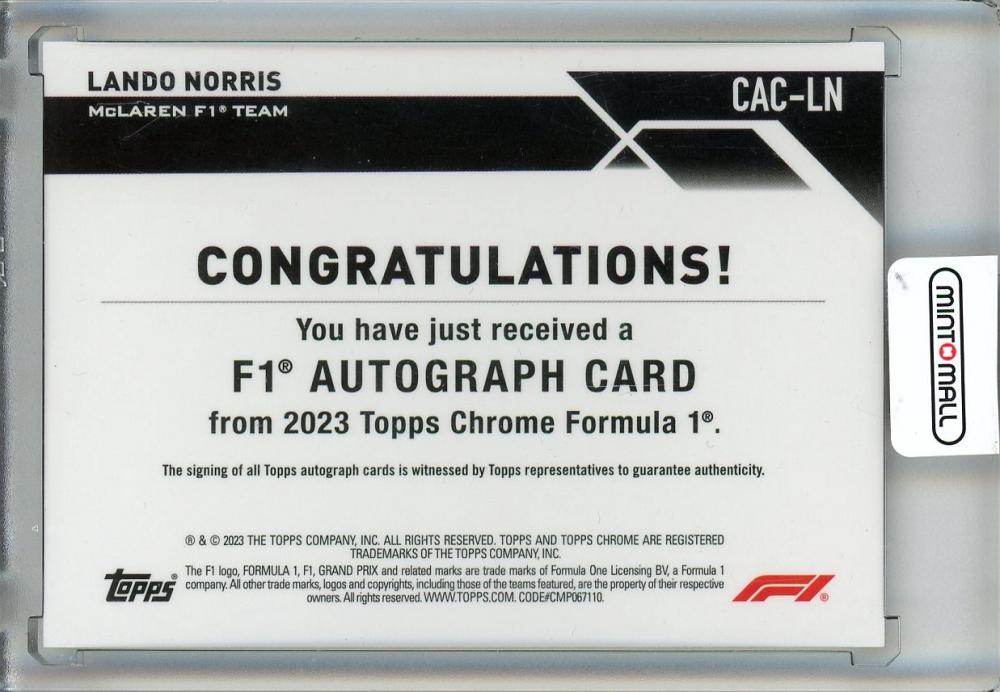 LANDO NORRIS
McLAREN F1® TEAM
CAC-LN
CONGRATULATIONS!
You have just received a
F1® AUTOGRAPH CARD
from 2023 Topps Chrome Formula 1®.
The signing of all Topps autograph cards is witnessed by Topps representatives to guarantee authenticity.
® & © 2023 THE TOPPS COMPANY, INC. ALL RIGHTS RESERVED. TOPPS AND TOPPS CHROME ARE REGISTERED
TRADEMARKS OF THE TOPPS COMPANY, INC.
The F1 logo, FORMULA 1, F1, GRAND PRIX and related marks are trade marks of Formula One Licensing BV, a Formula 1
company. All other trade marks, logos and copyrights, including those of the teams featured, are the property of their respective
owners. All rights reserved. WWW.TOPPS.COM. CODE#CMP067110.
Topps®
F1®
MINT MALL